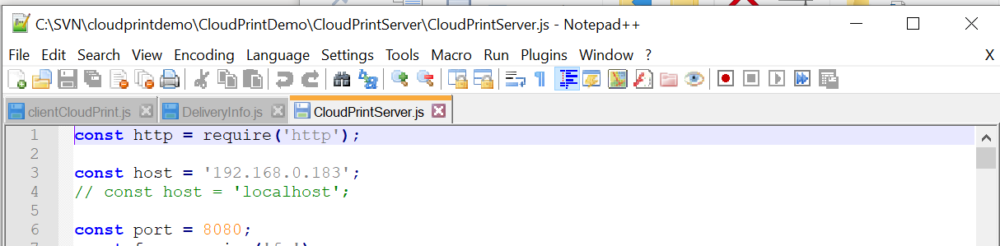 C:\SVN\cloudprintdemo\CloudPrintDemo\CloudPrintServer\CloudPrintServer.js - Notepad++
File Edit Search View Encoding Language Settings Tools Macro Run Plugins Window ? X
clientCloudPrint.js DeliveryInfo.js CloudPrintServer.js
1 const http = require('http');
2
3 const host = '192.168.0.183';
4 // const host = 'localhost';
5
6 const port = 8080;